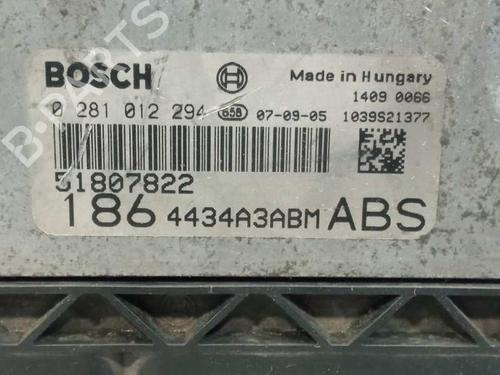 BOSCH
Made in Hungary
1409 0066
0 281 012 294 65B 07-09-05 1039S21377
51807822
186 4434A3ABM ABS
B-PARTS